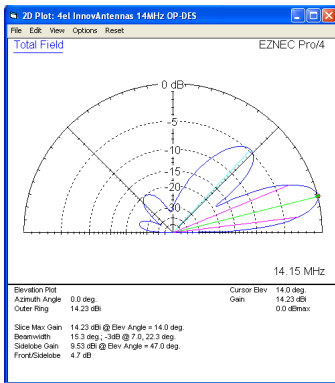 2D Plot: 4el InnovAntennas 14MHz OP-DES
File Edit View Options Reset
Total Field
EZNEC Pro/4
0 dB
-5
-10
-15
-20
-30
14.15 MHz
Elevation Plot
Azimuth Angle 0.0 deg.
Outer Ring 14.23 dBi
Cursor Elev 14.0 deg.
Gain 14.23 dBi
0.0 dBmax
Slice Max Gain 14.23 dBi @ Elev Angle = 14.0 deg.
Beamwidth 15.3 deg.; -3dB @ 7.0, 22.3 deg.
Sidelobe Gain 9.53 dBi @ Elev Angle = 47.0 deg.
Front/Sidelobe 4.7 dB